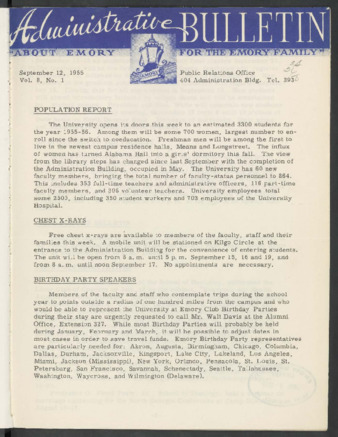 Administrative BULLETIN
"ABOUT EMORY FOR THE EMORY FAMILY"
September 12, 1955 Public Relations Office
Vol. 8, No. 1 404 Administration Bldg. Tel.
POPULATION REPORT
The University opens its doors this week to an estimated 3300 students for
the year 1955-56. Among them will be some 700 women, largest number to en-
roll since the switch to coeducation. Freshman men will be among the first to
live in the newest campus residence halls, Means and Longstreet. The influx
of women has turned Alabama Hall into a girls' dormitory this fall. The view
from the library steps has changed since last September with the completion of
the Administration Building, occupied in May. The University has 60 new
faculty members, bringing the total number of faculty-status personnel to 884.
This includes 353 full-time teachers and administrative officers, 116 part-time
faculty members, and 396 volunteer teachers. University employees total
some 2303, including 330 student workers and 703 employees of the University
Hospital.
CHEST X-RAYS
Free chest x-rays are available to members of the faculty, staff and their
families this week. A mobile unit will be stationed on Kilgo Circle at the
entrance to the Administration Building for the convenience of entering students.
The unit will be open from 8 a.m. until 5 p.m. September 15, 16 and 19, and
from 8 a.m. until noon September 17. No appointments are necessary.
BIRTHDAY PARTY SPEAKERS
Members of the faculty and staff who contemplate trips during the school
year to points outside a radius of one hundred miles from the campus and who
would be able to represent the University at Emory Club Birthday Parties
during their stay are urgently requested to call Mr. Walt Davis at the Alumni
Office, Extension 327. While most Birthday Parties will probably be held
during January, February and March, it will be possible to adjust dates in
most cases in order to save travel funds. Emory Birthday Party representatives
are particularly needed for: Akron, Augusta, Birmingham, Chicago, Columbia,
Dallas, Durham, Jacksonville, Kingsport, Lake City, Lakeland, Los Angeles,
Miami, Jackson (Mississippi), New York, Orlando, Pensacola, St. Louis, St.
Petersburg, San Francisco, Savannah, Schenectady, Seattle, Tallahassee,
Washington, Waycross, and Wilmington (Delaware).